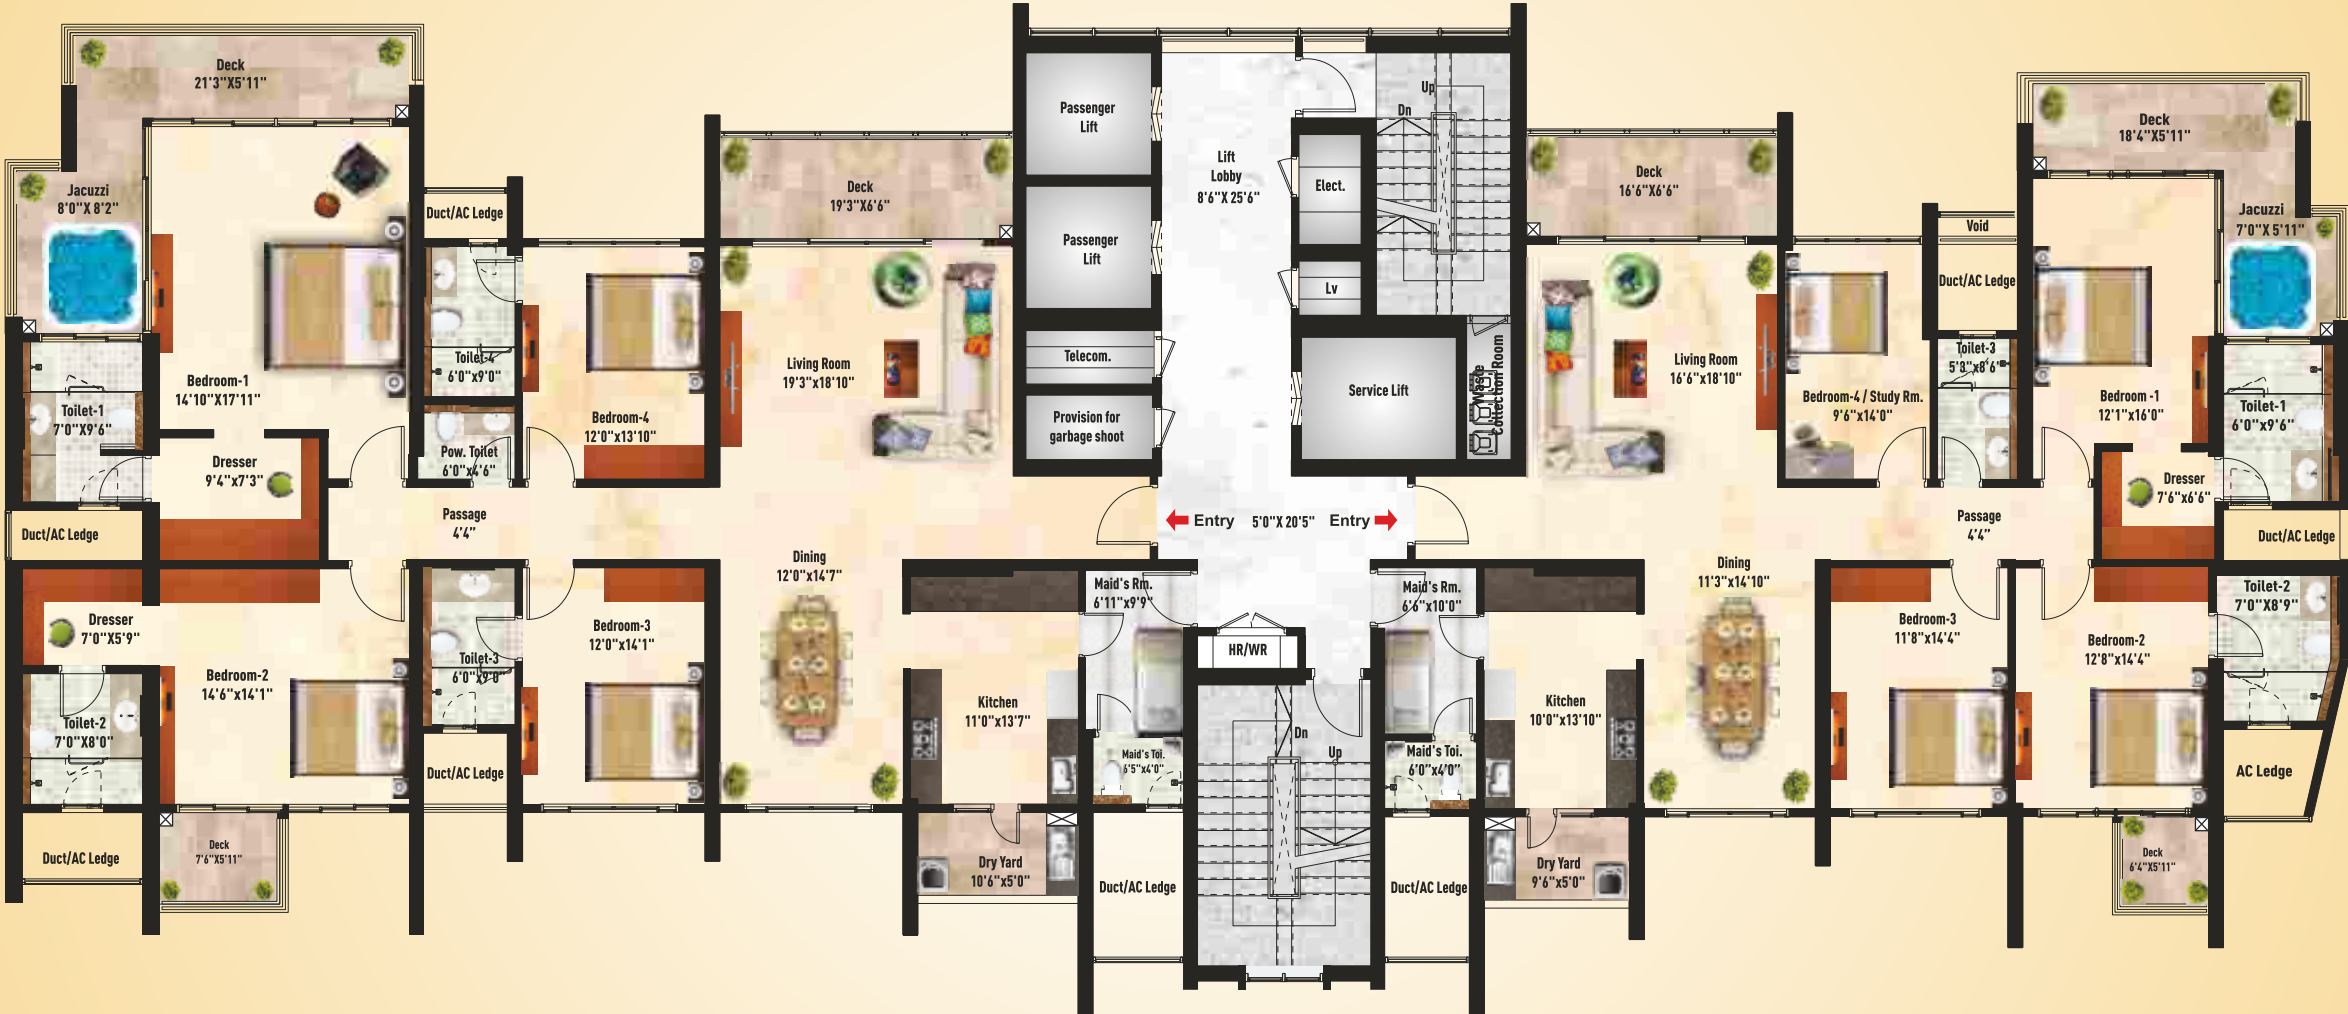 Deck
21'3"X5'11"
Jacuzzi
8'0"X 8'2"
Bedroom-1
14'10"X17'11"
Toilet-1
7'0"X9'6"
Dresser
9'4"x7'3"
Duct/AC Ledge
Duct/AC Ledge
Toilet-4
6'0"x9'0"
Pow. Toilet
6'0"x4'6"
Bedroom-4
12'0"x13'10"
Passage
4'4"
Deck
19'3"X6'6"
Living Room
19'3"x18'10"
Dining
12'0"x14'7"
Dresser
7'0"X5'9"
Bedroom-2
14'6"x14'1"
Toilet-2
7'0"X8'0"
Duct/AC Ledge
Deck
7'6"X5'11"
Toilet-3
6'0"x9'0"
Duct/AC Ledge
Bedroom-3
12'0"x14'1"
Kitchen
11'0"x13'7"
Dry Yard
10'6"x5'0"
Maid's Rm.
6'11"x9'9"
Maid's Toi.
6'5"x4'0"
Duct/AC Ledge
Passenger
Lift
Passenger
Lift
Telecom.
Provision for
garbage shoot
Lift
Lobby
8'6"X 25'6"
Elect.
Lv
Up
Dn
Service Lift
Waste
Collection Room
Entry 5'0"X 20'5" Entry
HR/WR
Dn
Up
Deck
16'6"X6'6"
Living Room
16'6"x18'10"
Bedroom-4 / Study Rm.
9'6"x14'0"
Void
Duct/AC Ledge
Toilet-3
5'3"x8'6"
Deck
18'4"X5'11"
Jacuzzi
7'0"X 5'11"
Bedroom -1
12'1"x16'0"
Toilet-1
6'0"x9'6"
Dresser
7'6"x6'6"
Duct/AC Ledge
Passage
4'4"
Dining
11'3"x14'10"
Maid's Rm.
6'6"x10'0"
Maid's Toi.
6'0"x4'0"
Duct/AC Ledge
Kitchen
10'0"x13'10"
Dry Yard
9'6"x5'0"
Bedroom-3
11'8"x14'4"
Bedroom-2
12'8"x14'4"
Toilet-2
7'0"X8'9"
AC Ledge
Deck
6'4"X5'11"